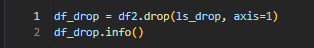 1 df_drop = df2.drop(ls_drop, axis=1)
2 df_drop.info()